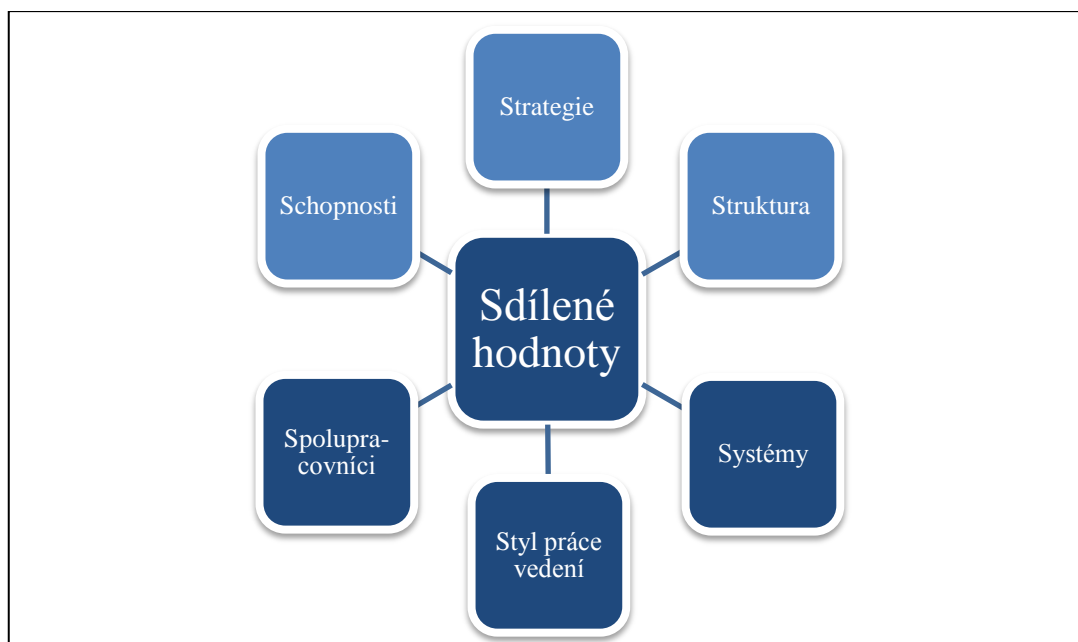 Strategie
Schopnosti
Struktura
Sdílené
hodnoty
Spolupra-
covníci
Systémy
Styl práce
vedení